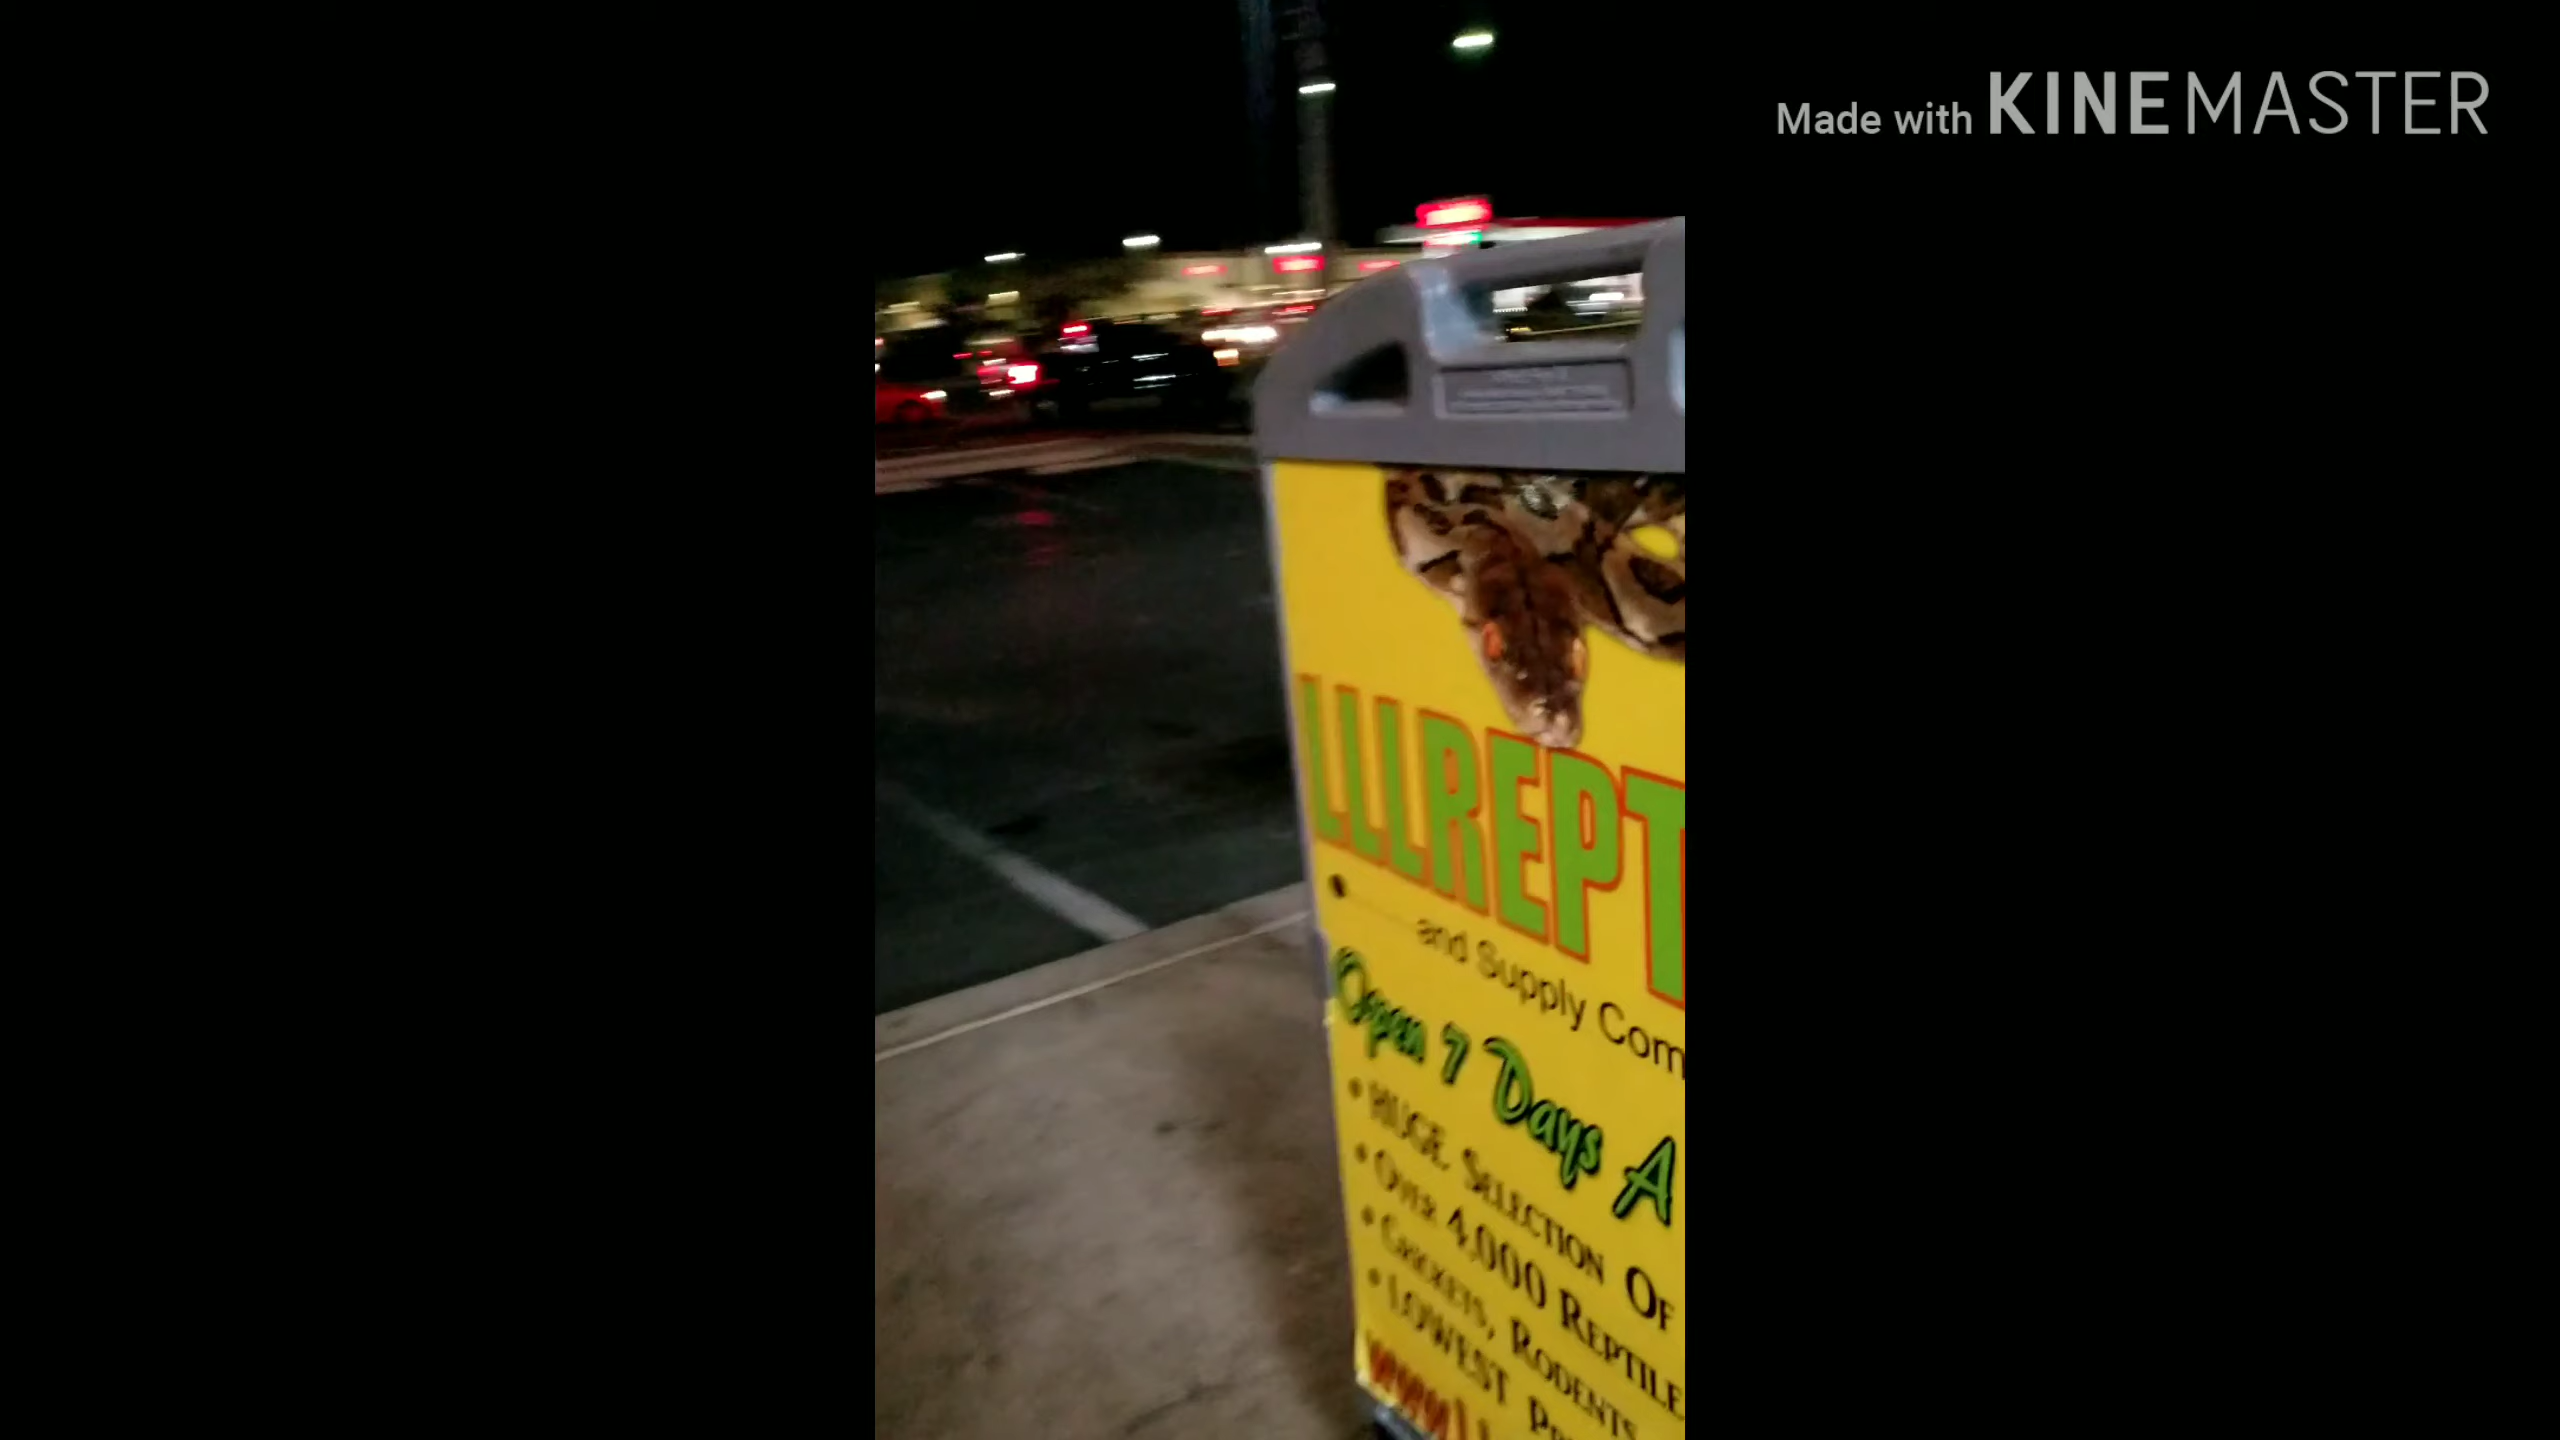 Made with KINEMASTER
LLLREPT
and Supply Com
Open 7 Days A
• HUGE SELECTION OF
• OVER 4,000 REPTILE
• CRICKETS, RODENTS
• LOWEST